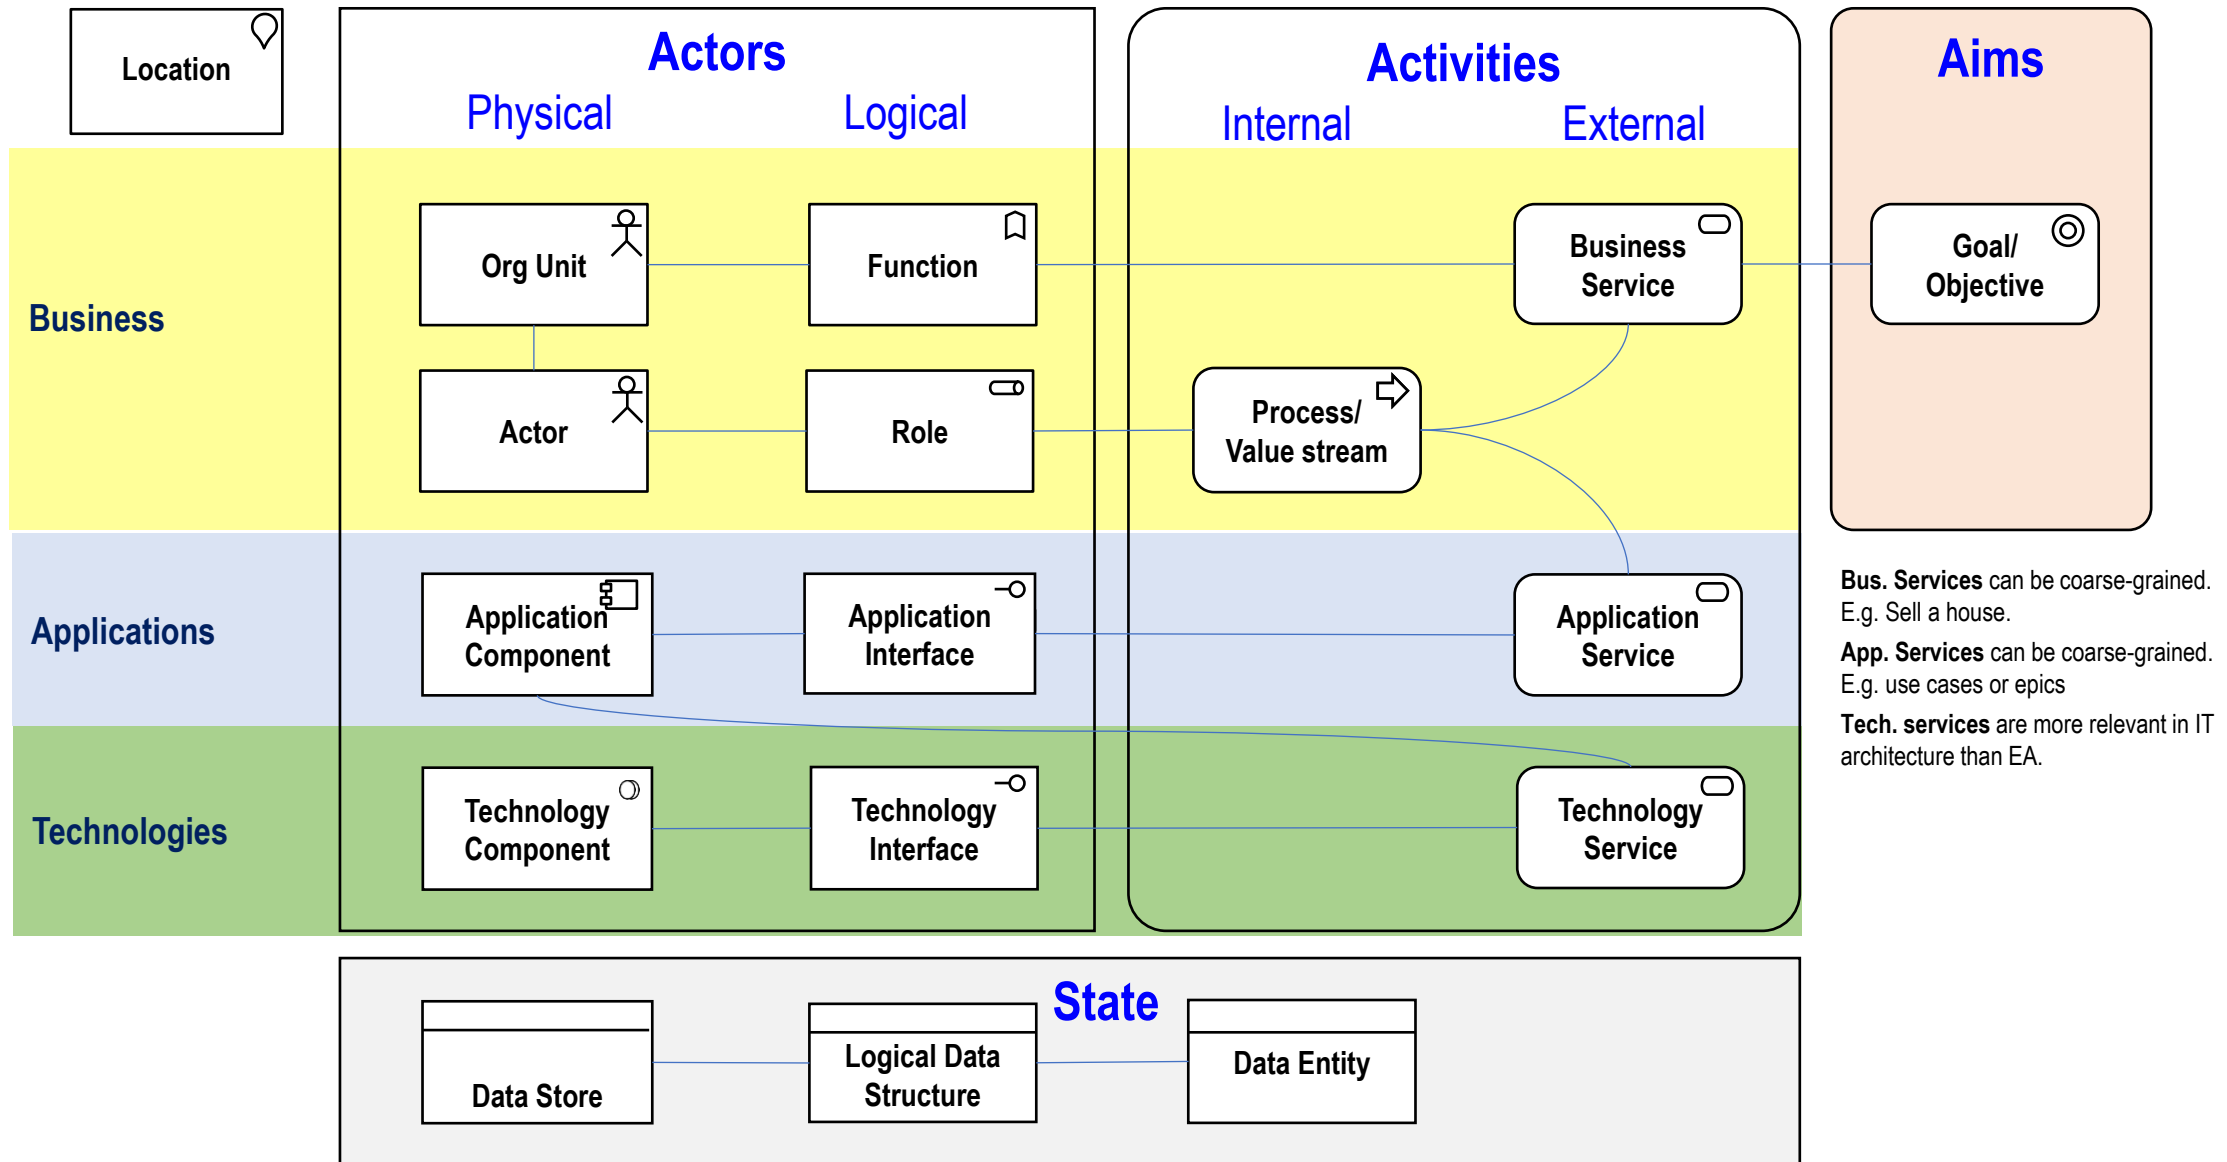 Location
Actors
Physical
Logical
Activities
Internal
External
Aims
Business
Org Unit
Function
Business
Service
Goal/
Objective
Actor
Role
Process/
Value stream
Applications
Application
Component
Application
Interface
Application
Service
Bus. Services can be coarse-grained.
E.g. Sell a house.
App. Services can be coarse-grained.
E.g. use cases or epics
Tech. services are more relevant in IT
architecture than EA.
Technologies
Technology
Component
Technology
Interface
Technology
Service
State
Data Store
Logical Data
Structure
Data Entity